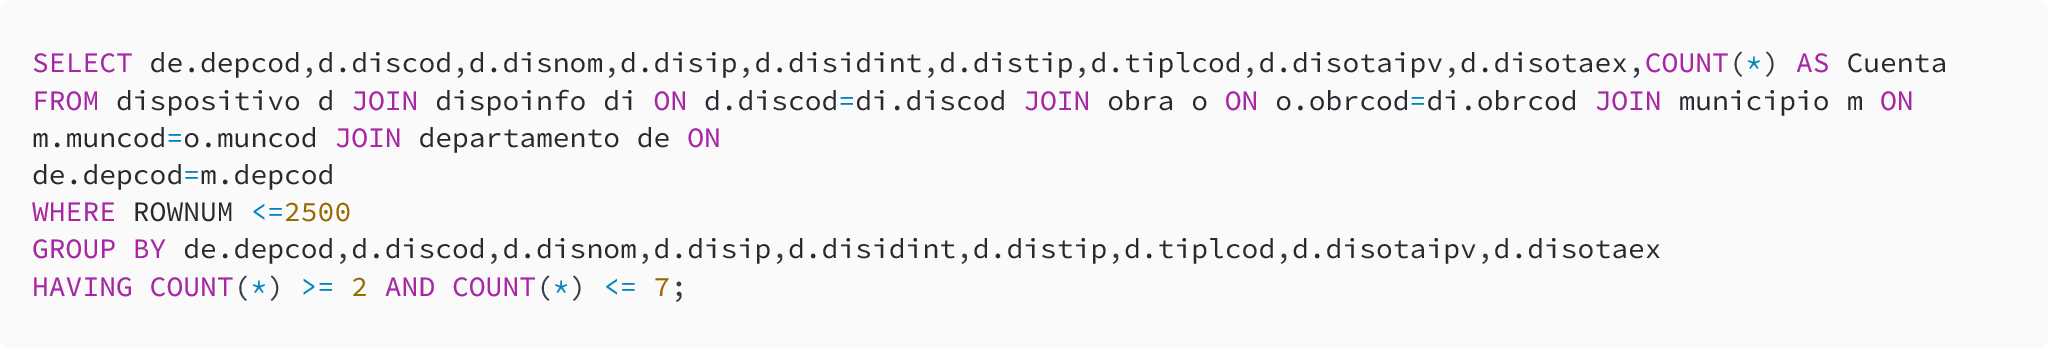 SELECT de.depcod,d.discod,d.disnom,d.disip,d.disidint,d.distip,d.tiplcod,d.disotaipv,d.disotaex,COUNT(*) AS Cuenta
FROM dispositivo d JOIN dispoinfo di ON d.discod=di.discod JOIN obra o ON o.obrcod=di.obrcod JOIN municipio m ON
m.muncod=o.muncod JOIN departamento de ON
de.depcod=m.depcod
WHERE ROWNUM <=2500
GROUP BY de.depcod,d.discod,d.disnom,d.disip,d.disidint,d.distip,d.tiplcod,d.disotaipv,d.disotaex
HAVING COUNT(*) >= 2 AND COUNT(*) <= 7;